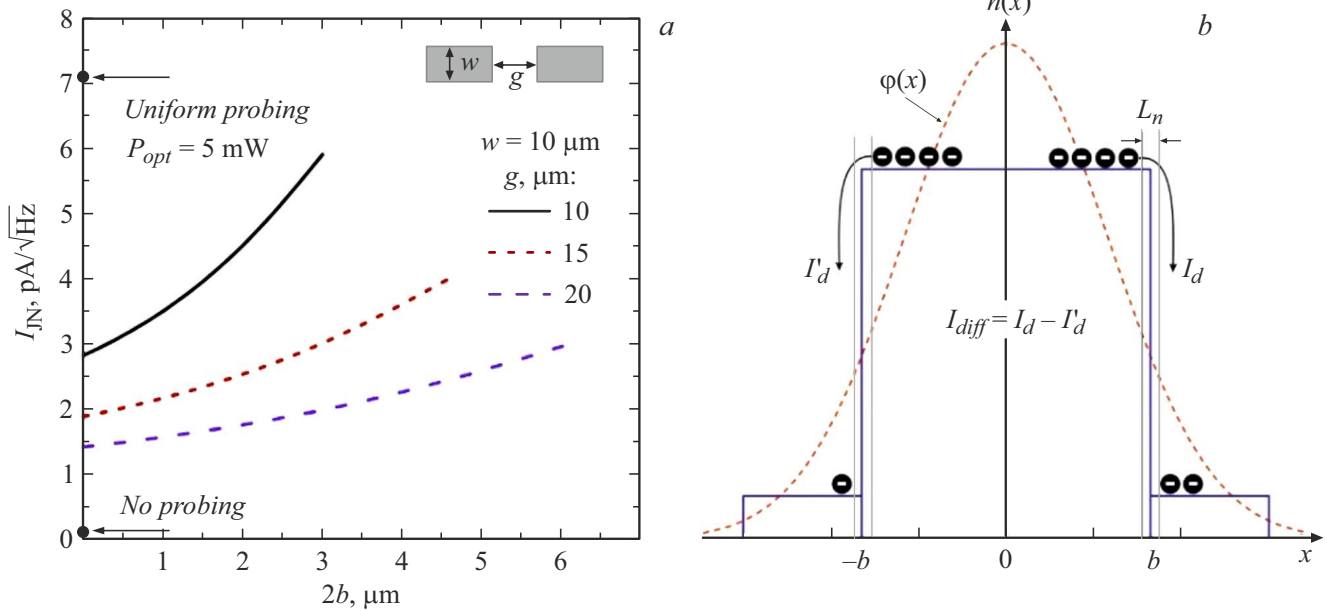 a
8
7
6
5
4
3
2
1
0
I_JN, pA/√Hz
w
g
Uniform probing
P_opt = 5 mW
w = 10 μm
g, μm:
10
15
20
No probing
1 2 3 4 5 6
2b, μm
n(x)
b
φ(x)
L_n
I'_d
I_d
I_diff = I_d – I'_d
–b 0 b x